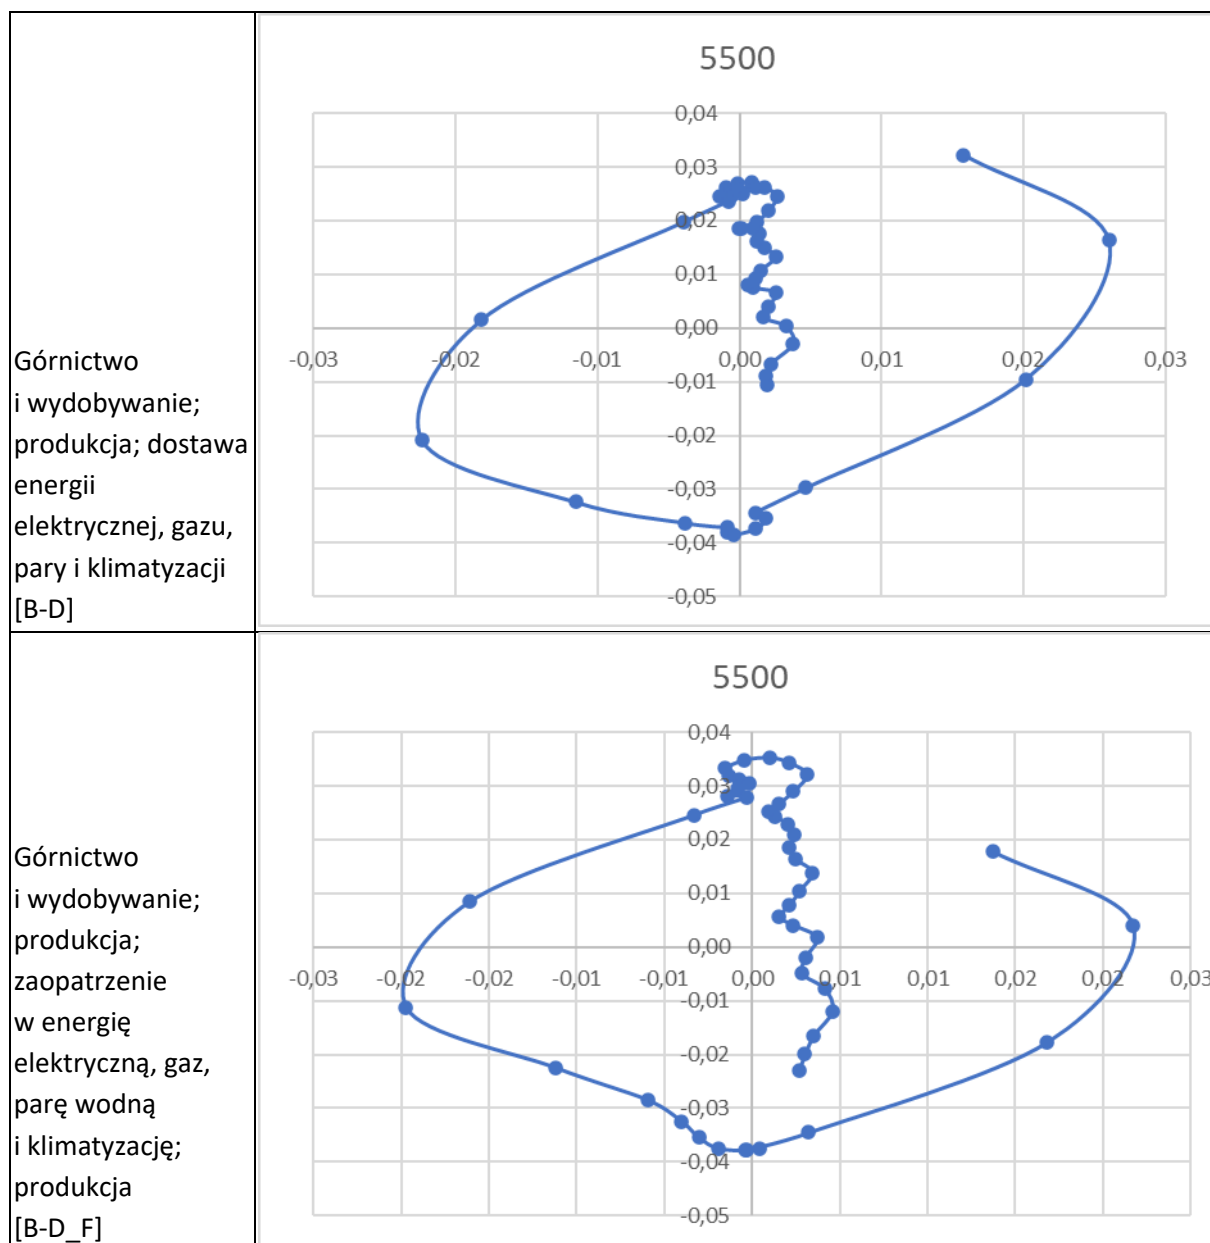 5500
0,04
0,03
0,02
0,01
0,00
-0,03 -0,02 -0,01 0,00 0,01 0,02 0,03
-0,01
-0,02
-0,03
-0,04
-0,05
Górnictwo
i wydobywanie;
produkcja; dostawa
energii
elektrycznej, gazu,
pary i klimatyzacji
[B-D]
5500
0,04
0,03
0,02
0,01
0,00
-0,03 -0,02 -0,02 -0,01 -0,01 0,00 0,01 0,01 0,02 0,02 0,03
-0,01
-0,02
-0,03
-0,04
-0,05
Górnictwo
i wydobywanie;
produkcja;
zaopatrzenie
w energię
elektryczną, gaz,
parę wodną
i klimatyzację;
produkcja
[B-D_F]